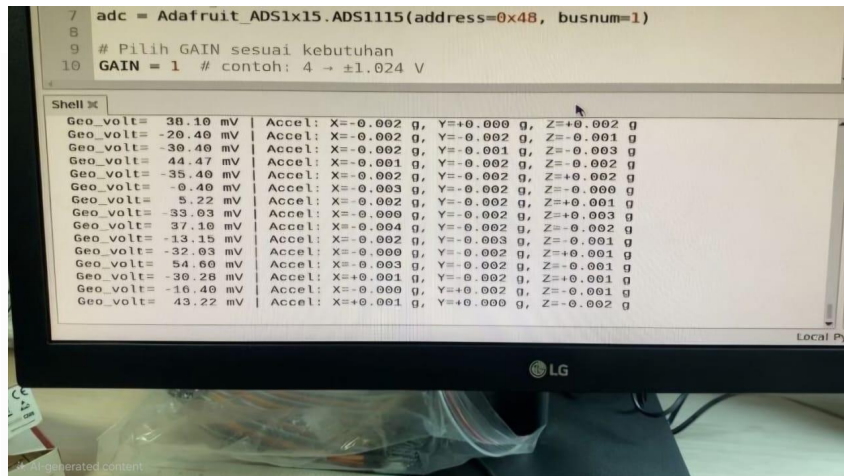 7 adc = Adafruit_ADS1x15.ADS1115(address=0x48, busnum=1)
8
9 # Pilih GAIN sesuai kebutuhan
10 GAIN = 1 # contoh: 4 → ±1.024 V
Shell ×
Geo_volt= 38.10 mV | Accel: X=-0.002 g, Y=+0.000 g, Z=+0.002 g
Geo_volt= -20.40 mV | Accel: X=-0.002 g, Y=-0.002 g, Z=-0.001 g
Geo_volt= -30.40 mV | Accel: X=-0.002 g, Y=-0.001 g, Z=-0.003 g
Geo_volt= 44.47 mV | Accel: X=-0.001 g, Y=-0.002 g, Z=-0.002 g
Geo_volt= -35.40 mV | Accel: X=-0.002 g, Y=-0.002 g, Z=+0.002 g
Geo_volt= -0.40 mV | Accel: X=-0.003 g, Y=-0.002 g, Z=-0.000 g
Geo_volt= 5.22 mV | Accel: X=-0.002 g, Y=-0.002 g, Z=+0.001 g
Geo_volt= -33.03 mV | Accel: X=-0.000 g, Y=-0.002 g, Z=+0.003 g
Geo_volt= 37.10 mV | Accel: X=-0.004 g, Y=-0.002 g, Z=-0.002 g
Geo_volt= -13.15 mV | Accel: X=-0.002 g, Y=-0.003 g, Z=-0.001 g
Geo_volt= -32.03 mV | Accel: X=-0.000 g, Y=-0.002 g, Z=+0.001 g
Geo_volt= 54.60 mV | Accel: X=-0.003 g, Y=-0.002 g, Z=-0.001 g
Geo_volt= -30.28 mV | Accel: X=+0.001 g, Y=-0.002 g, Z=+0.001 g
Geo_volt= -16.40 mV | Accel: X=-0.000 g, Y=+0.002 g, Z=-0.001 g
Geo_volt= 43.22 mV | Accel: X=+0.001 g, Y=+0.000 g, Z=-0.002 g
Local Py
LG
CE
AI-generated content